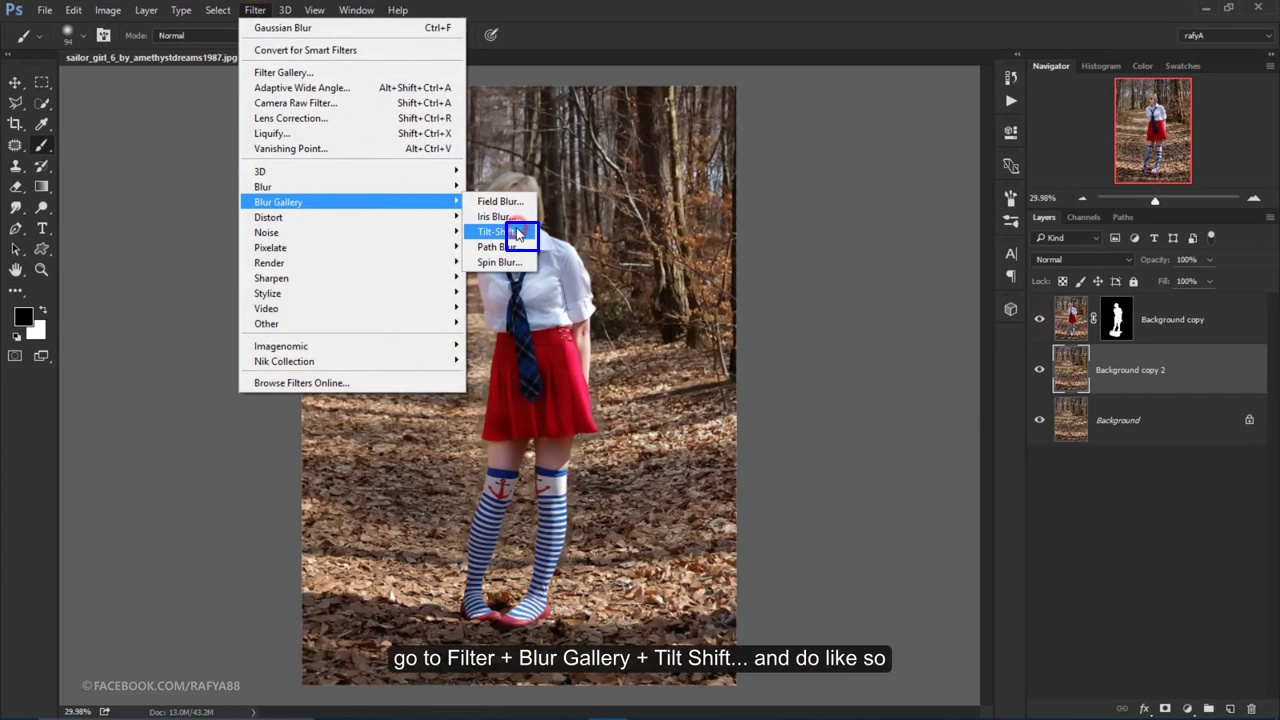 Ps File Edit Image Layer Type Select Filter 3D View Window Help
94 Mode: Normal rafyA
sailor_girl_6_by_amethystdreams1987.jpg
Gaussian Blur Ctrl+F
Convert for Smart Filters
Filter Gallery...
Adaptive Wide Angle... Alt+Shift+Ctrl+A
Camera Raw Filter... Shift+Ctrl+A
Lens Correction... Shift+Ctrl+R
Liquify... Shift+Ctrl+X
Vanishing Point... Alt+Ctrl+V
3D
Blur
Blur Gallery
Distort
Noise
Pixelate
Render
Sharpen
Stylize
Video
Other
Imagenomic
Nik Collection
Browse Filters Online...
Field Blur...
Iris Blur...
Tilt-Shift...
Path Blur...
Spin Blur...
Navigator Histogram Color Swatches
29.98%
Layers Channels Paths
Kind
Normal Opacity: 100%
Lock: Fill: 100%
Background copy
Background copy 2
Background
go to Filter + Blur Gallery + Tilt Shift... and do like so
©FACEBOOK.COM/RAFYA88
29.98% Doc: 13.0M/43.2M
fx